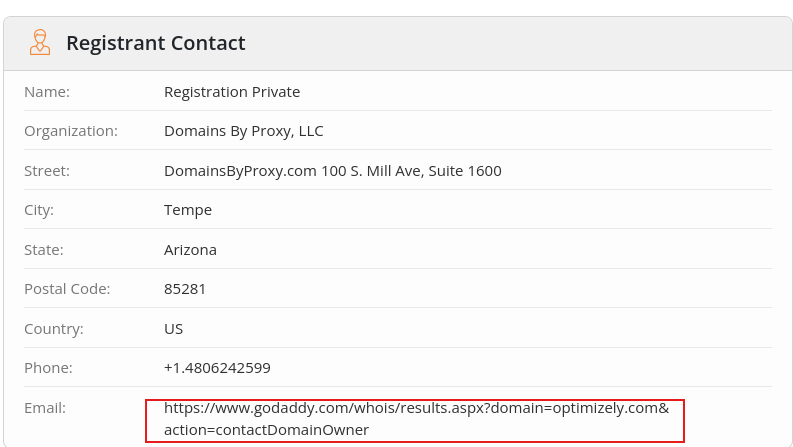 Registrant Contact
Name: Registration Private
Organization: Domains By Proxy, LLC
Street: DomainsByProxy.com 100 S. Mill Ave, Suite 1600
City: Tempe
State: Arizona
Postal Code: 85281
Country: US
Phone: +1.4806242599
Email: https://www.godaddy.com/whois/results.aspx?domain=optimizely.com&
action=contactDomainOwner